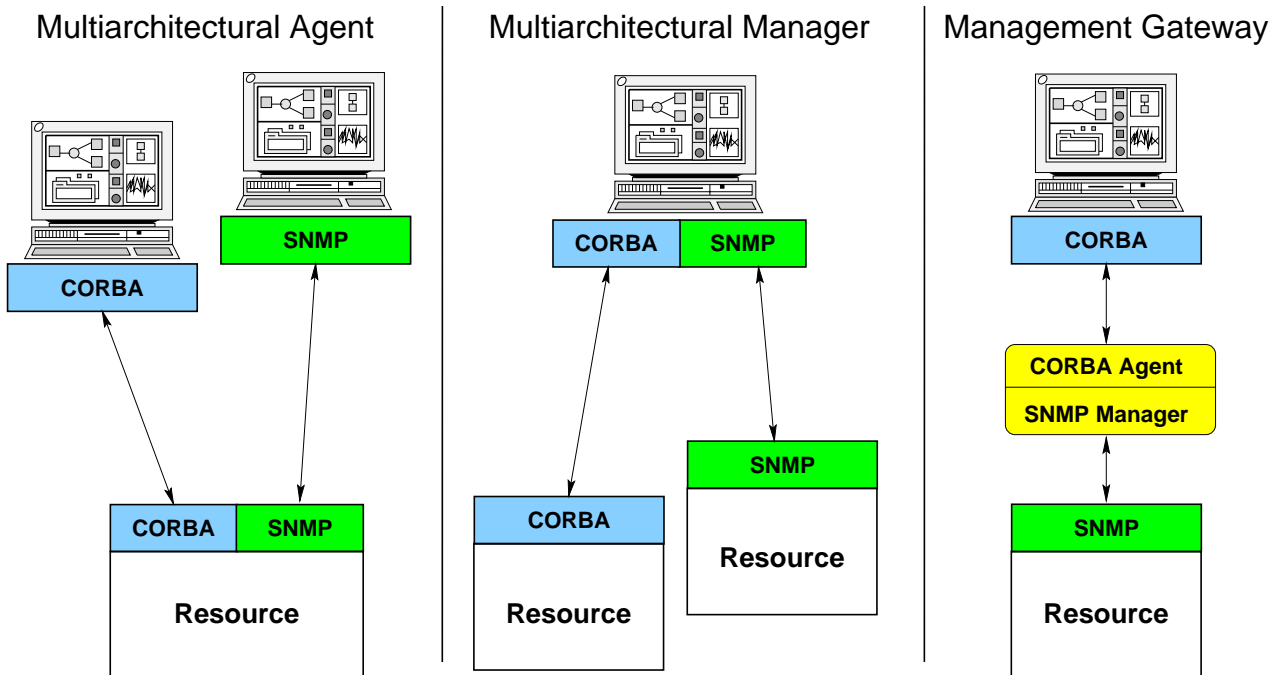 Multiarchitectural Agent
CORBA
SNMP
CORBA SNMP
Resource
Multiarchitectural Manager
CORBA SNMP
SNMP
Resource
CORBA
Resource
Management Gateway
CORBA
CORBA Agent
SNMP Manager
SNMP
Resource